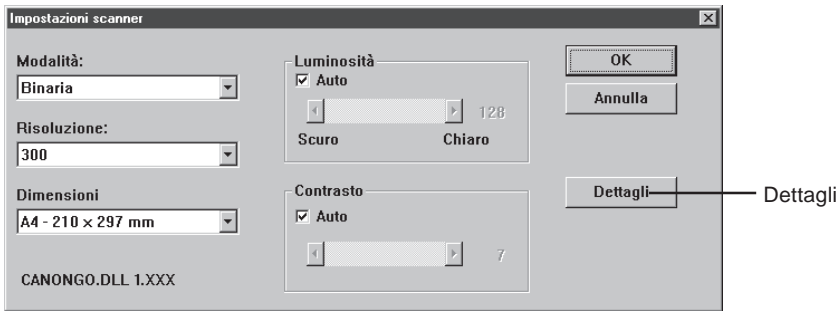 Impostazioni scanner
Modalità:
Binaria
Risoluzione:
300
Dimensioni
A4 - 210 x 297 mm
CANONGO.DLL 1.XXX
Luminosità
Auto
128
Scuro Chiaro
Contrasto
Auto
7
OK
Annulla
Dettagli
Dettagli